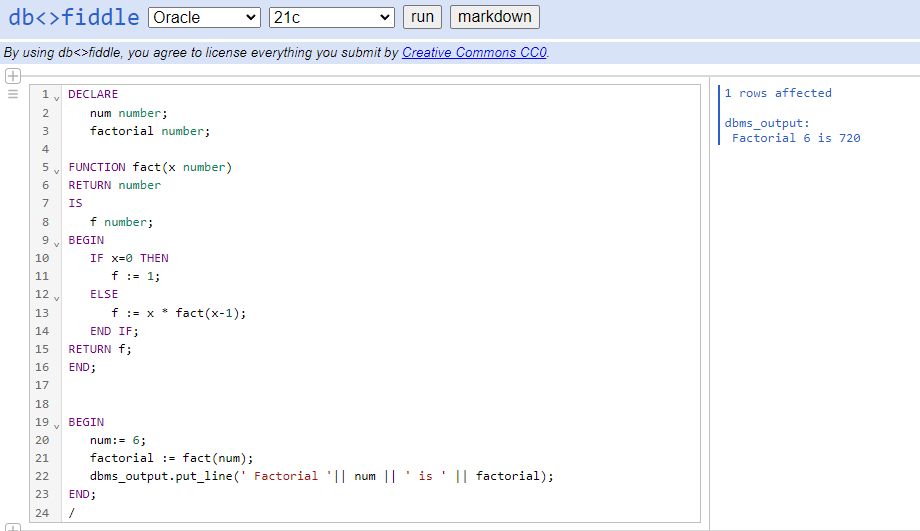 db<>fiddle Oracle 21c run markdown
By using db<>fiddle, you agree to license everything you submit by Creative Commons CC0.
1 DECLARE
2    num number;
3    factorial number;
4
5 FUNCTION fact(x number)
6 RETURN number
7 IS
8    f number;
9 BEGIN
10    IF x=0 THEN
11       f := 1;
12    ELSE
13       f := x * fact(x-1);
14    END IF;
15 RETURN f;
16 END;
17
18
19 BEGIN
20    num:= 6;
21    factorial := fact(num);
22    dbms_output.put_line(' Factorial '|| num || ' is ' || factorial);
23 END;
24 /
1 rows affected
dbms_output:
 Factorial 6 is 720